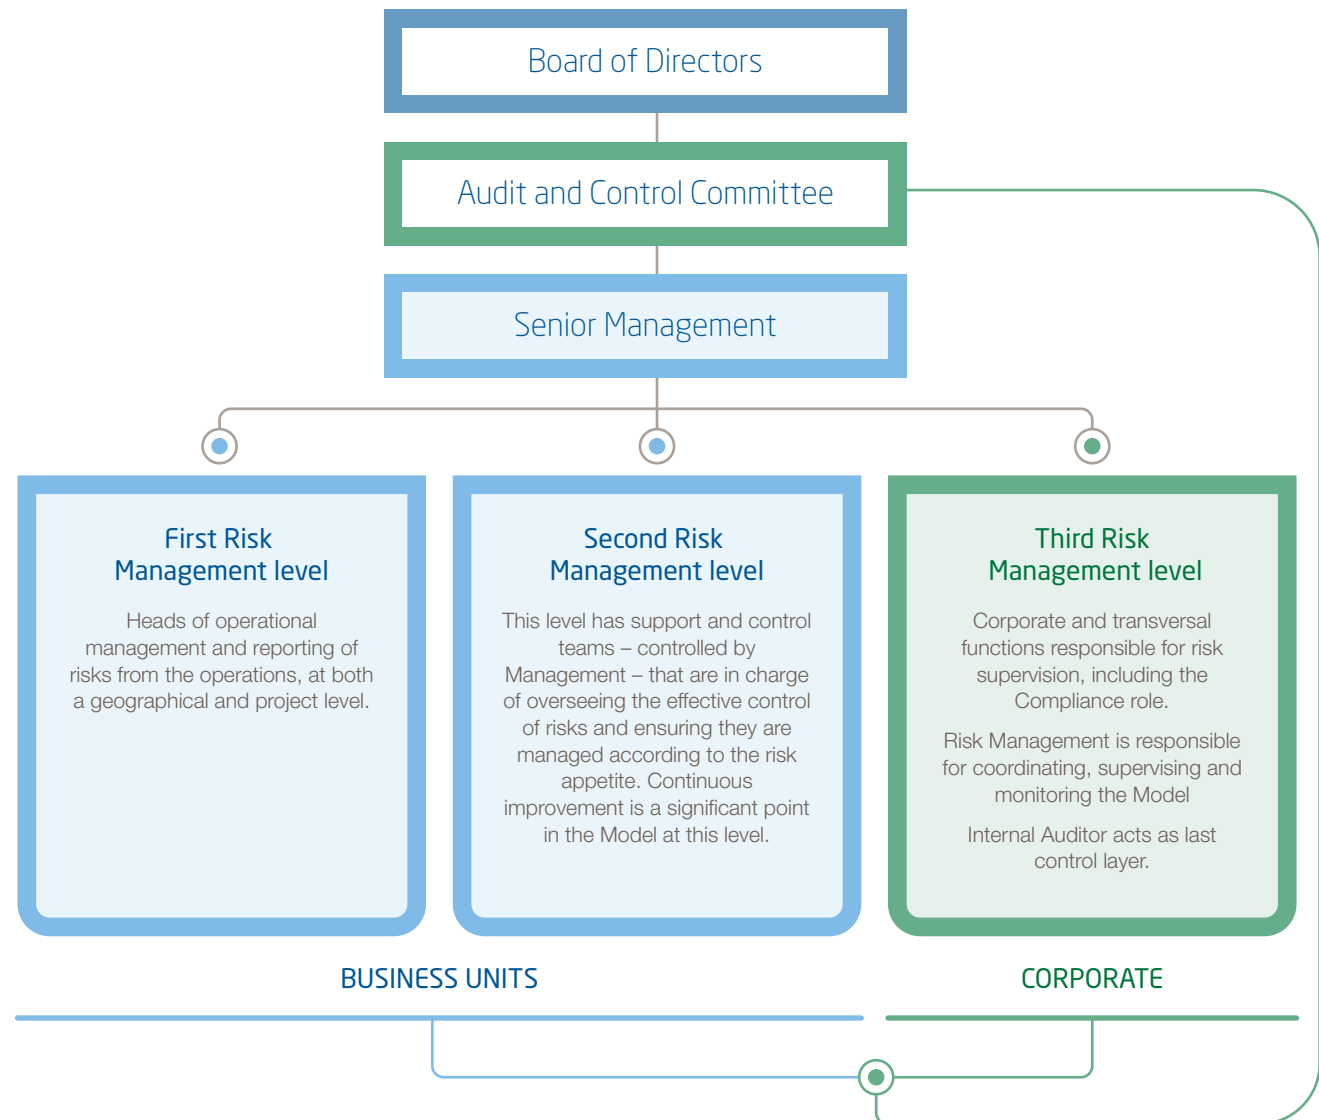 Board of Directors
Audit and Control Committee
Senior Management
First Risk
Management level
Heads of operational
management and reporting of
risks from the operations, at both
a geographical and project level.
Second Risk
Management level
This level has support and control
teams – controlled by
Management – that are in charge
of overseeing the effective control
of risks and ensuring they are
managed according to the risk
appetite. Continuous
improvement is a significant point
in the Model at this level.
Third Risk
Management level
Corporate and transversal
functions responsible for risk
supervision, including the
Compliance role.
Risk Management is responsible
for coordinating, supervising and
monitoring the Model
Internal Auditor acts as last
control layer.
BUSINESS UNITS
CORPORATE